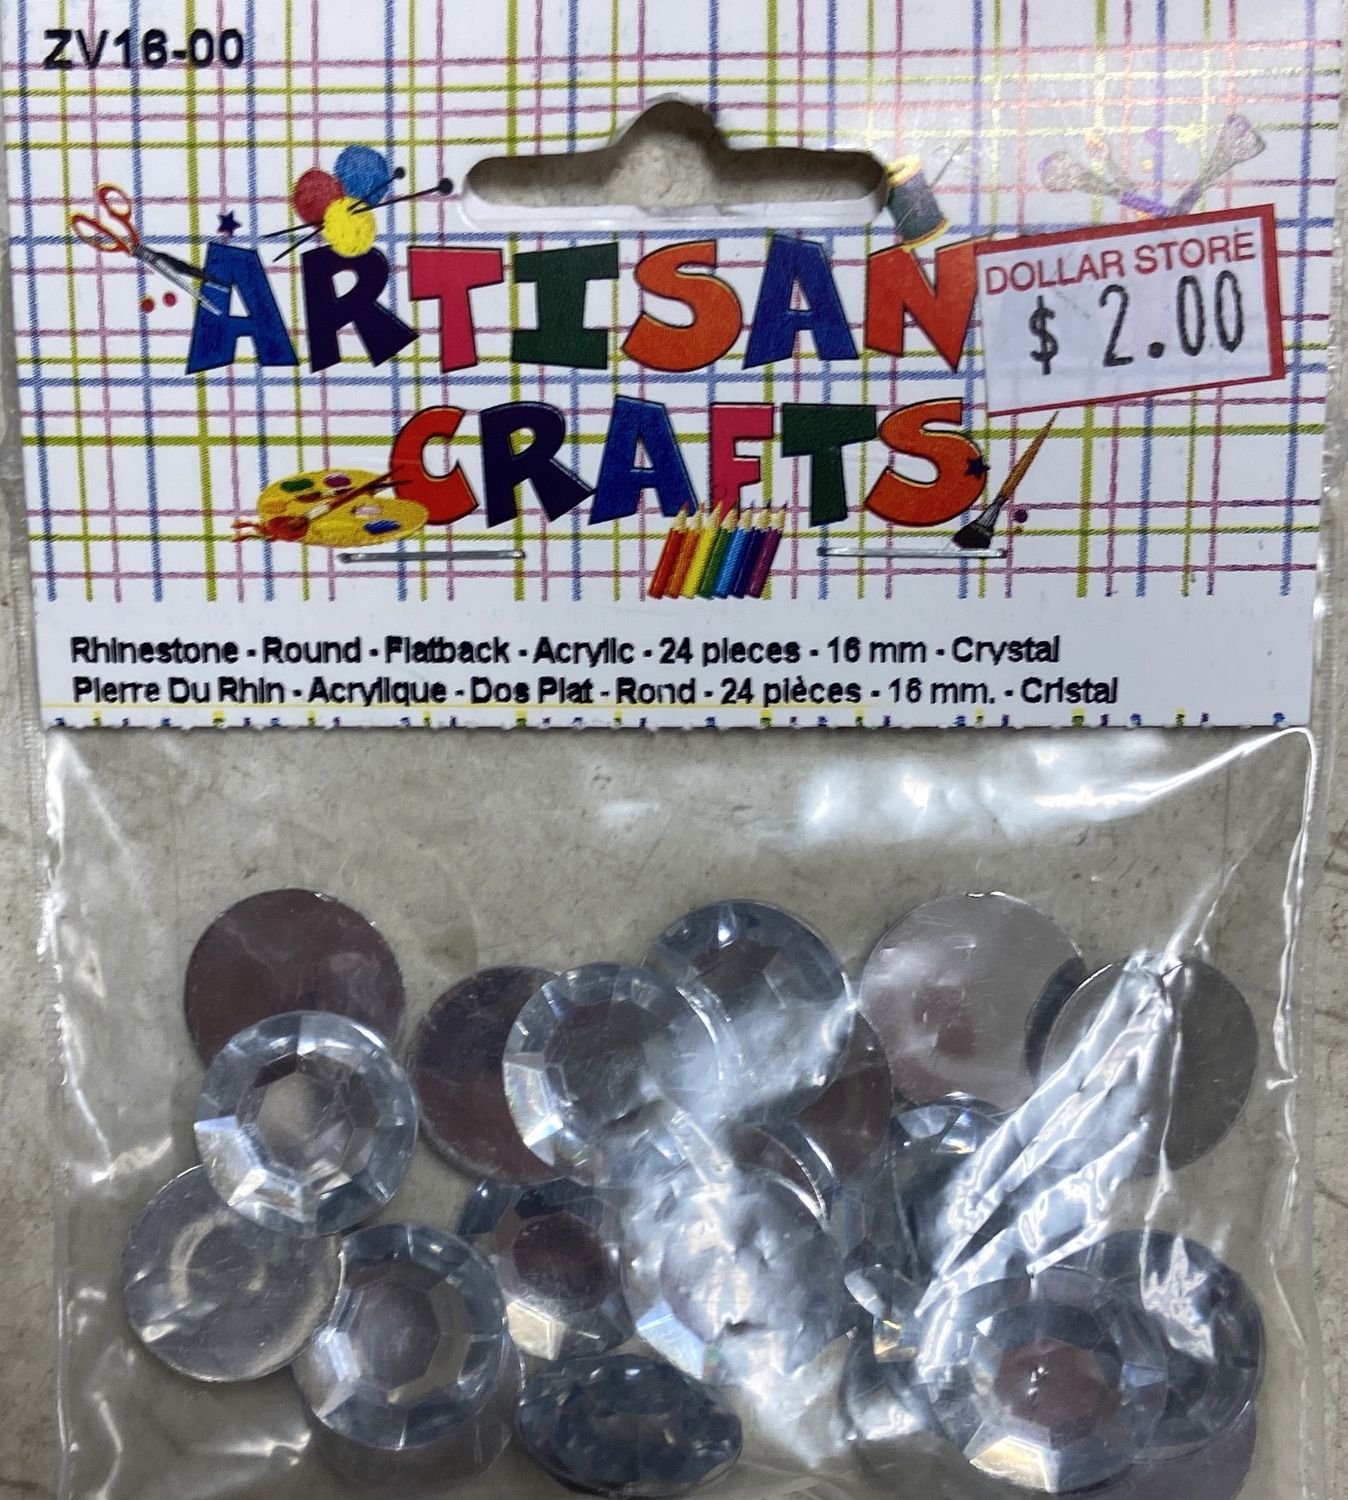 ZV16-00
ARTISAN
DOLLAR STORE
$ 2.00
CRAFTS
Rhinestone - Round - Flatback - Acrylic - 24 pieces - 16 mm - Crystal
Pierre Du Rhin - Acrylique - Dos Plat - Rond - 24 pièces - 16 mm. - Cristal